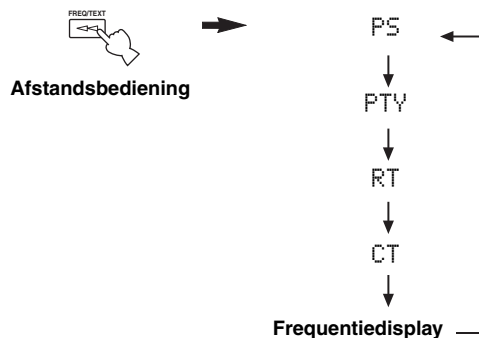 FREQ/TEXT
Afstandsbediening
PS
PTY
RT
CT
Frequentiedisplay